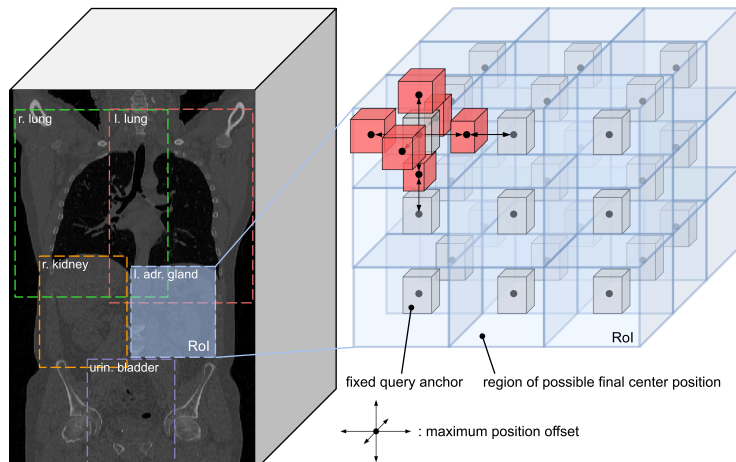 r. lung
l. lung
r. kidney
l. adr. gland
RoI
urin. bladder
RoI
fixed query anchor
region of possible final center position
: maximum position offset